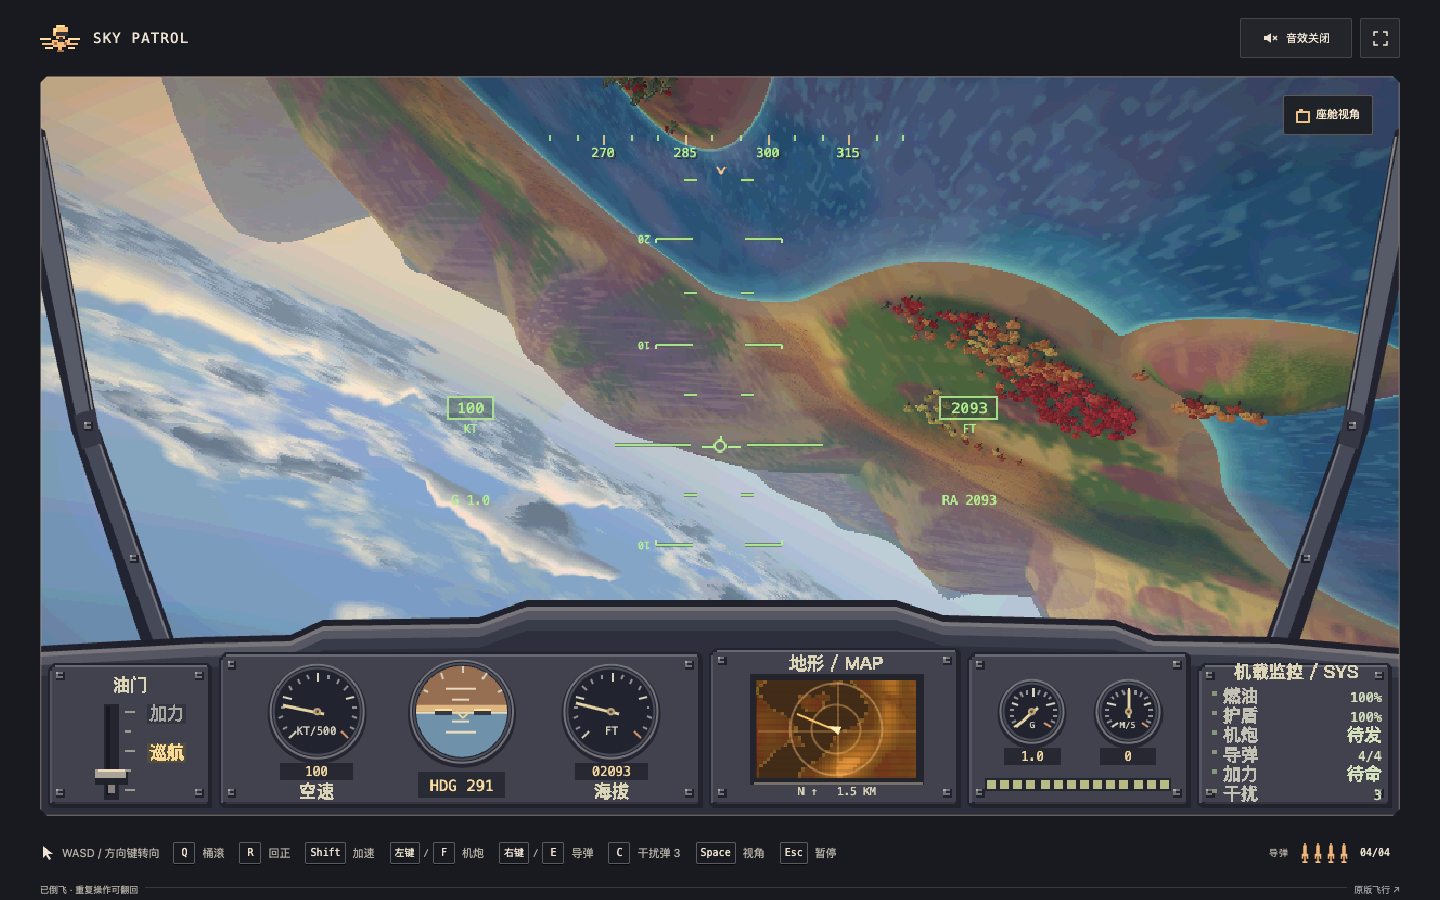 SKY PATROL
音效关闭
座舱视角
270 285 300 315
20
10
100
KT
2093
FT
G 1.0
RA 2093
10
油门
加力
巡航
KT/500
100
空速
HDG 291
FT
02093
海拔
地形 / MAP
N ↑ 1.5 KM
G
1.0
M/S
0
机载监控 / SYS
燃油 100%
护盾 100%
机炮 待发
导弹 4/4
加力 待命
干扰 3
WASD / 方向键转向 Q 桶滚 R 回正 Shift 加速 左键 / F 机炮 右键 / E 导弹 C 干扰弹 3 Space 视角 Esc 暂停
导弹 04/04
已倒飞 · 重复操作可翻回
原版飞行 ↗